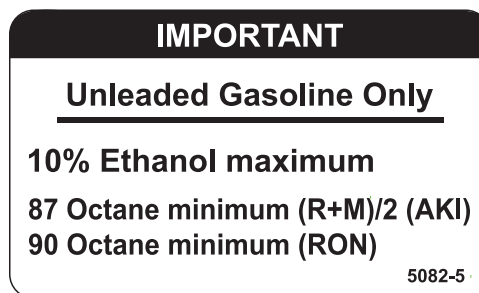 IMPORTANT
Unleaded Gasoline Only
10% Ethanol maximum
87 Octane minimum (R+M)/2 (AKI)
90 Octane minimum (RON)
5082-5